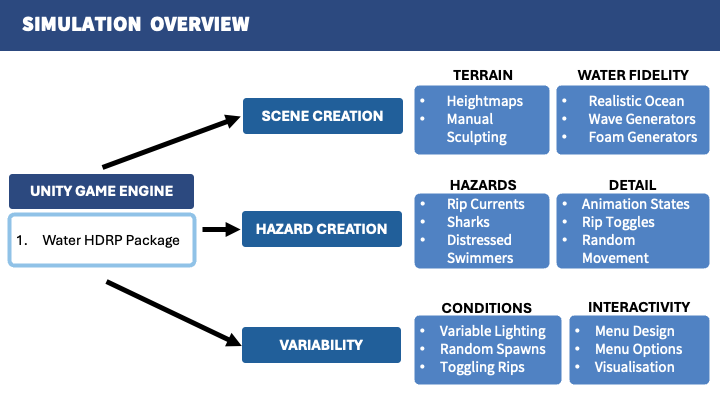 SIMULATION OVERVIEW
TERRAIN
• Heightmaps
• Manual
Sculpting
WATER FIDELITY
• Realistic Ocean
• Wave Generators
• Foam Generators
SCENE CREATION
UNITY GAME ENGINE
1. Water HDRP Package
HAZARD CREATION
HAZARDS
• Rip Currents
• Sharks
• Distressed
Swimmers
DETAIL
• Animation States
• Rip Toggles
• Random
Movement
VARIABILITY
CONDITIONS
• Variable Lighting
• Random Spawns
• Toggling Rips
INTERACTIVITY
• Menu Design
• Menu Options
• Visualisation